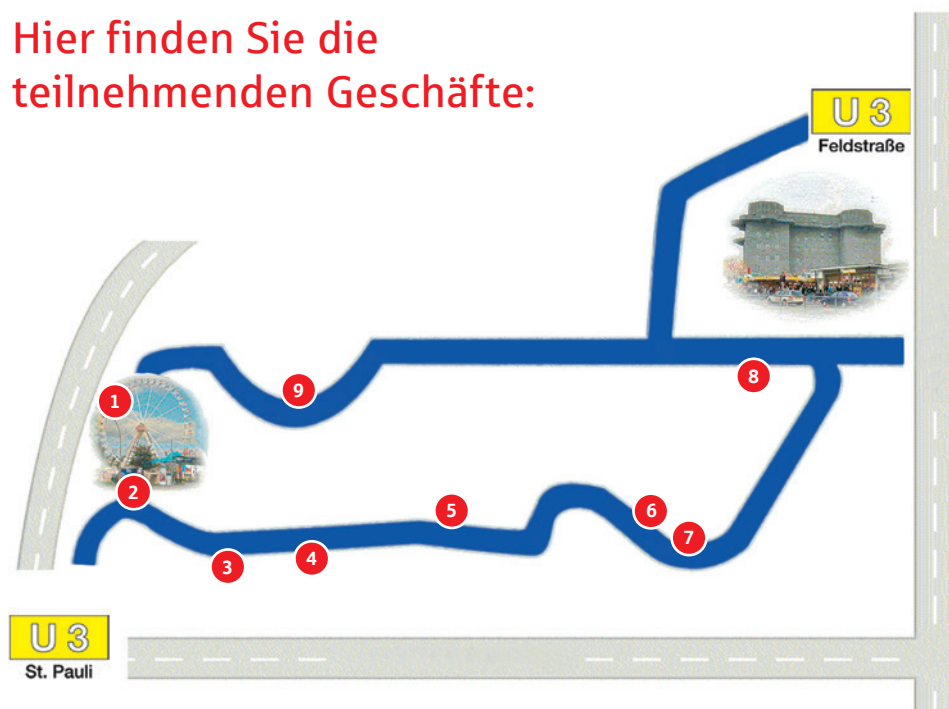 Hier finden Sie die
teilnehmenden Geschäfte:
U 3
Feldstraße
9
8
1
2
5
6
7
3
4
U 3
St. Pauli